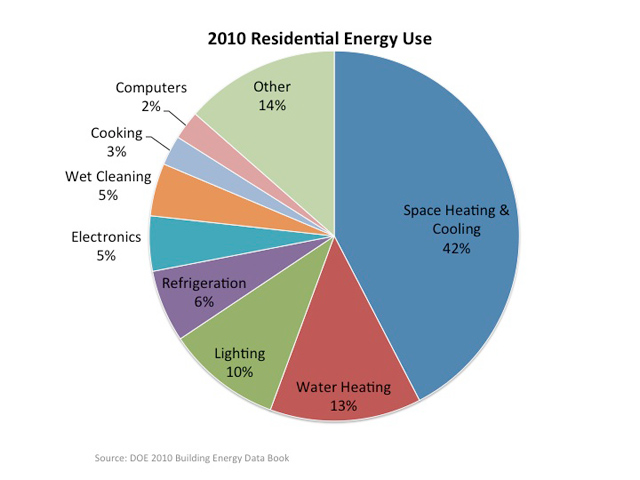 2010 Residential Energy Use
Other
14%
Computers
2%
Cooking
3%
Wet Cleaning
5%
Electronics
5%
Refrigeration
6%
Lighting
10%
Water Heating
13%
Space Heating &
Cooling
42%
Source: DOE 2010 Building Energy Data Book